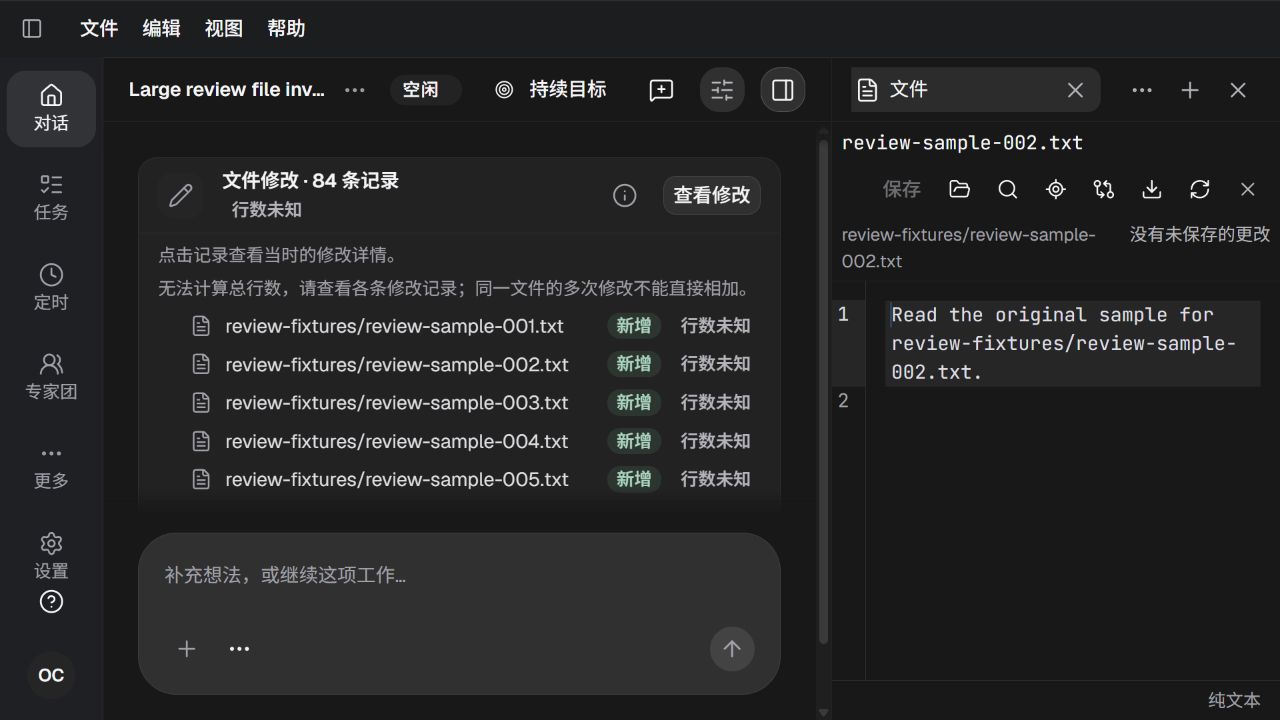 文件 编辑 视图 帮助
对话
任务
定时
专家团
更多
设置
OC
Large review file inv... 空闲 持续目标
文件修改 · 84 条记录
行数未知
查看修改
点击记录查看当时的修改详情。
无法计算总行数，请查看各条修改记录；同一文件的多次修改不能直接相加。
review-fixtures/review-sample-001.txt 新增 行数未知
review-fixtures/review-sample-002.txt 新增 行数未知
review-fixtures/review-sample-003.txt 新增 行数未知
review-fixtures/review-sample-004.txt 新增 行数未知
review-fixtures/review-sample-005.txt 新增 行数未知
补充想法，或继续这项工作...
文件
review-sample-002.txt
保存
review-fixtures/review-sample-
002.txt
没有未保存的更改
1 Read the original sample for
review-fixtures/review-sample-
002.txt.
2
纯文本